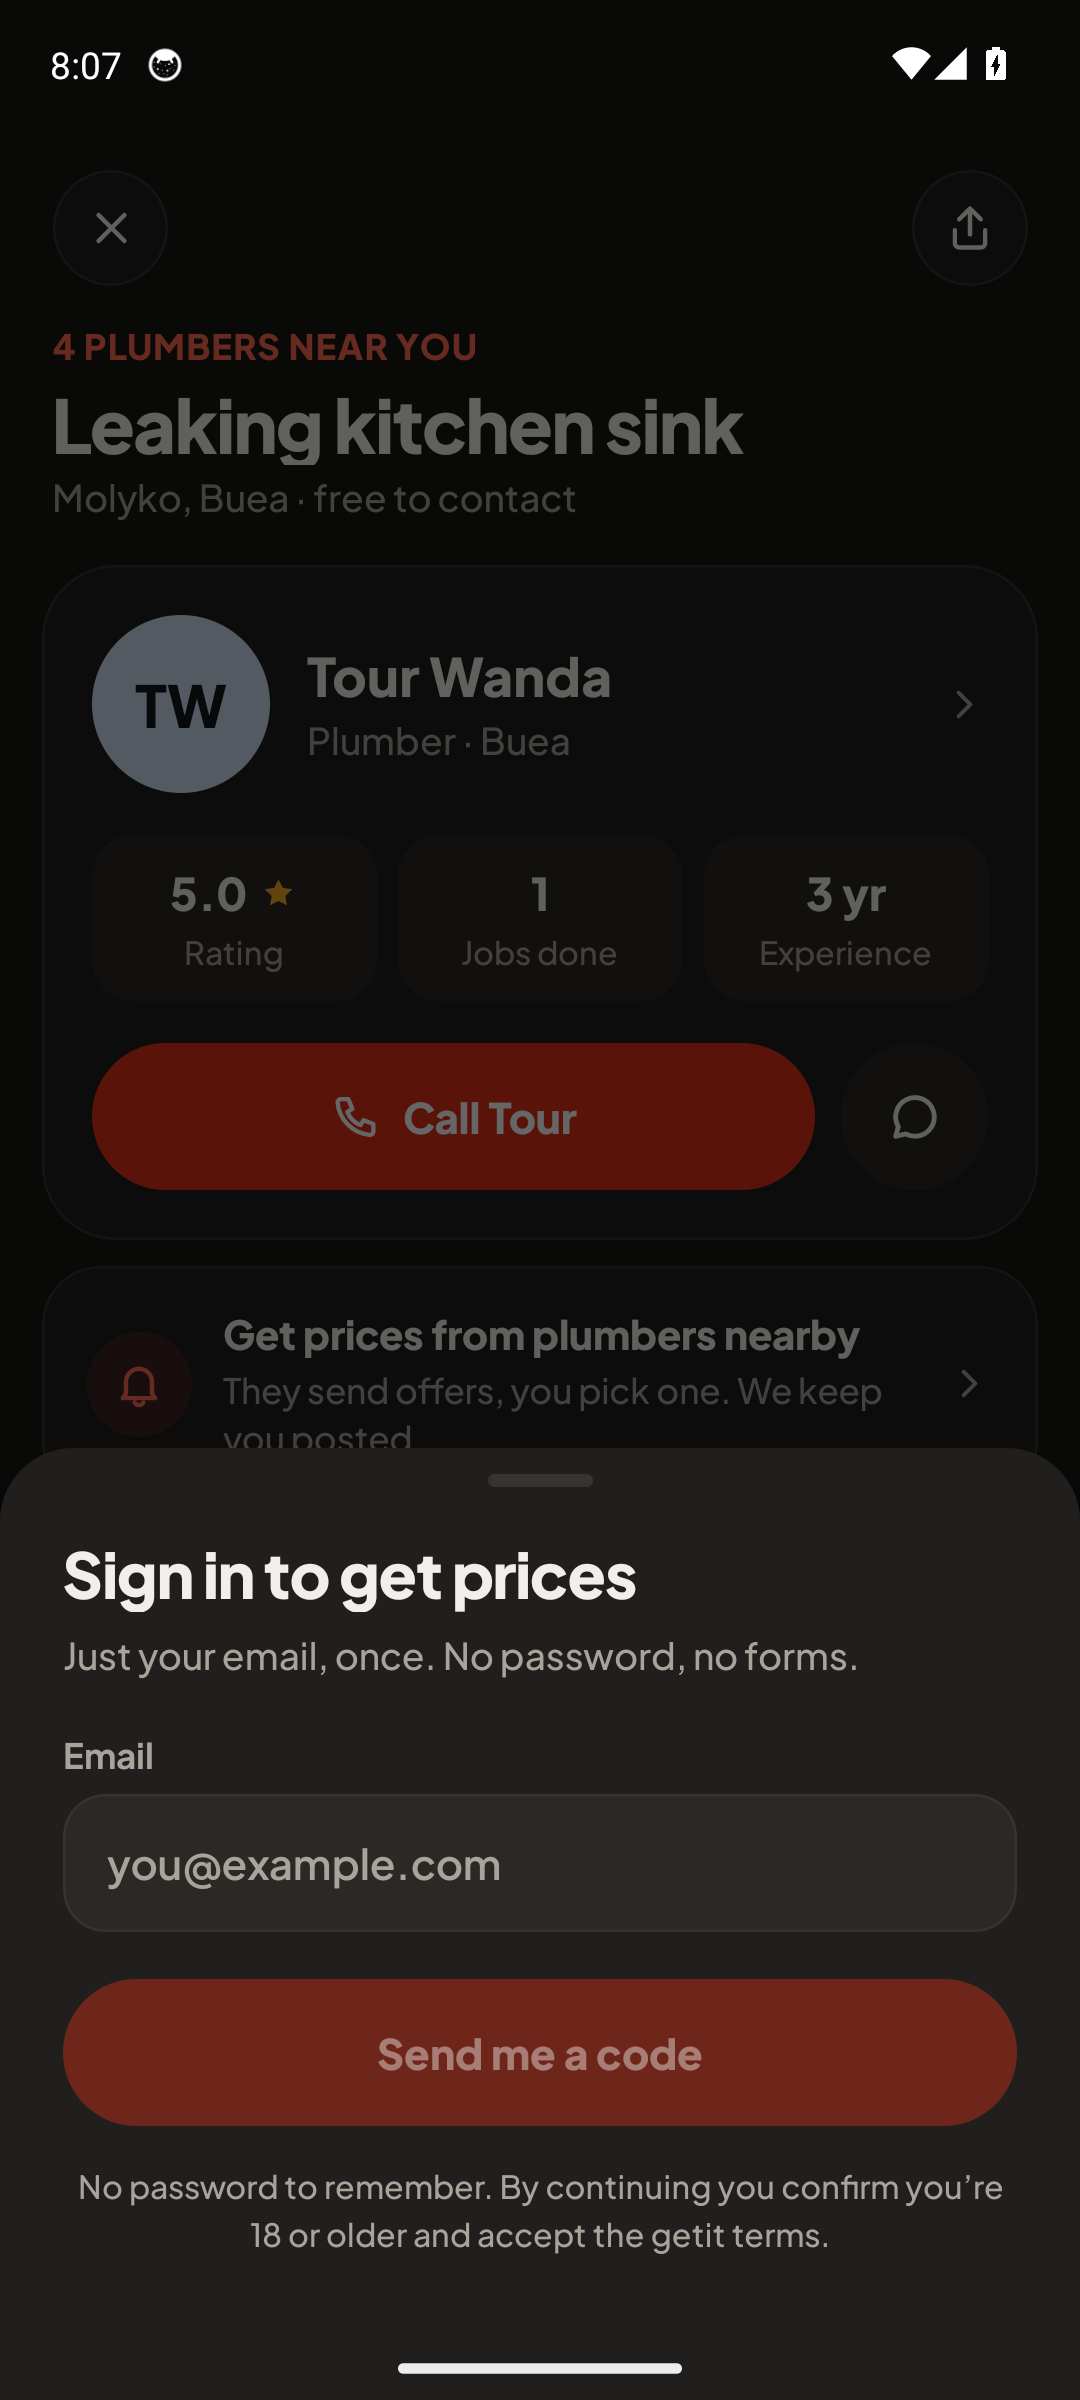 8:07
4 PLUMBERS NEAR YOU
Leaking kitchen sink
Molyko, Buea · free to contact
TW
Tour Wanda
Plumber · Buea
5.0
Rating
1
Jobs done
3 yr
Experience
Call Tour
Get prices from plumbers nearby
They send offers, you pick one. We keep
you posted
Sign in to get prices
Just your email, once. No password, no forms.
Email
you@example.com
Send me a code
No password to remember. By continuing you confirm you’re
18 or older and accept the getit terms.